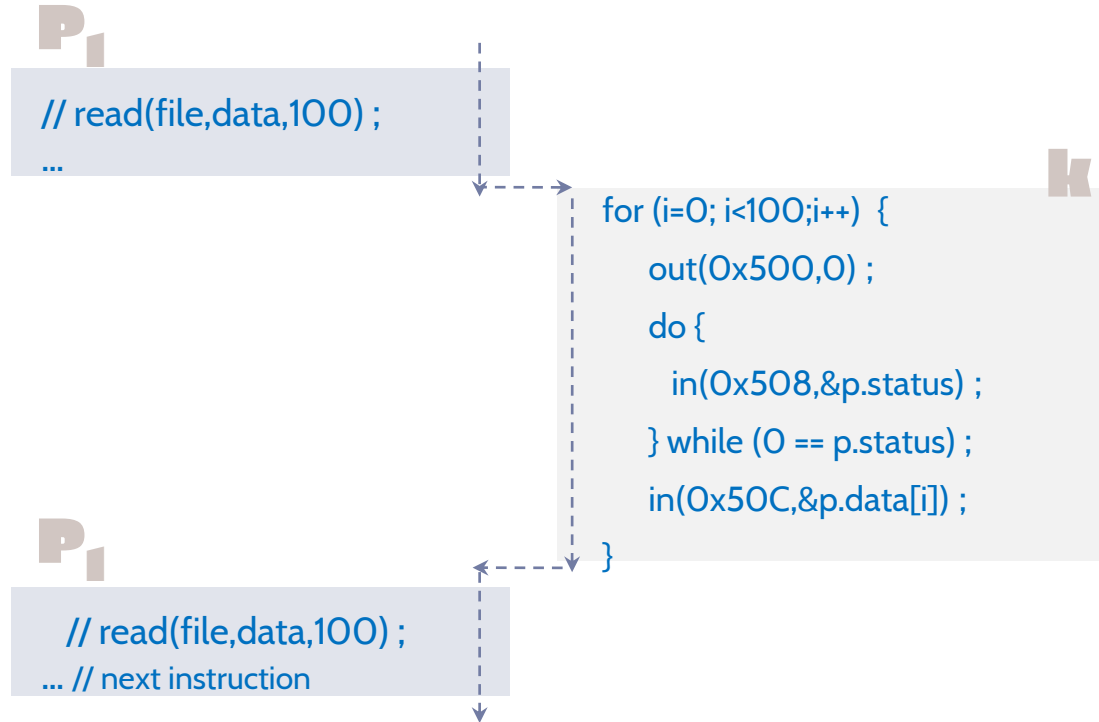 P1
// read(file,data,100) ;
...
k
for (i=0; i<100;i++) {
out(0x500,0) ;
do {
in(0x508,&p.status) ;
} while (0 == p.status) ;
in(0x50C,&p.data[i]) ;
}
P1
// read(file,data,100) ;
... // next instruction